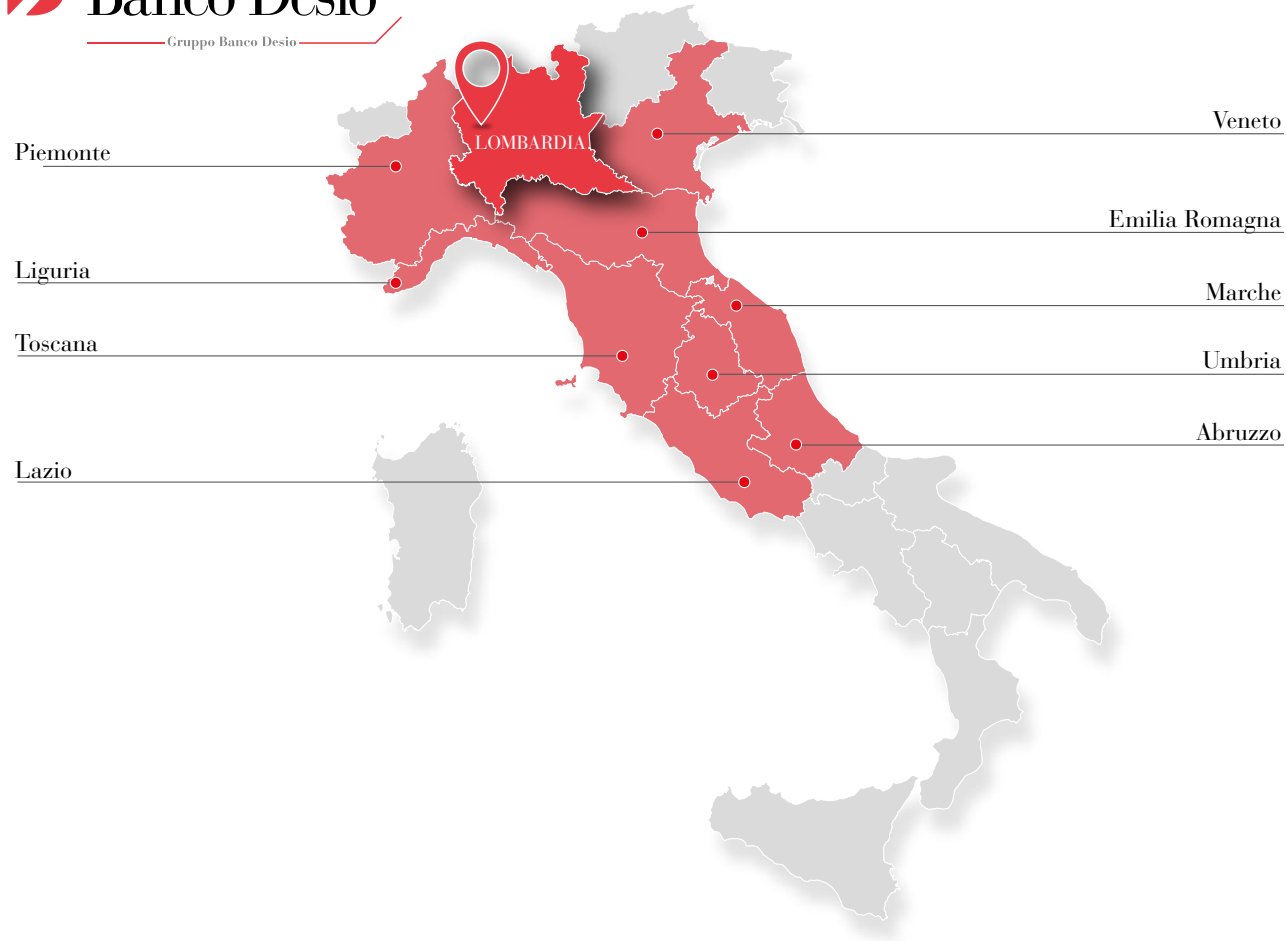 Banco Desio
Gruppo Banco Desio
Veneto
LOMBARDIA
Piemonte
Emilia Romagna
Liguria
Marche
Toscana
Umbria
Abruzzo
Lazio